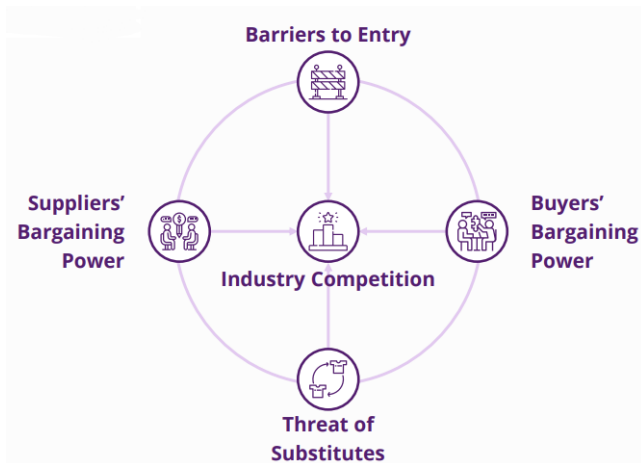 Barriers to Entry
Suppliers’
Bargaining
Power
Buyers’
Bargaining
Power
Industry Competition
Threat of
Substitutes